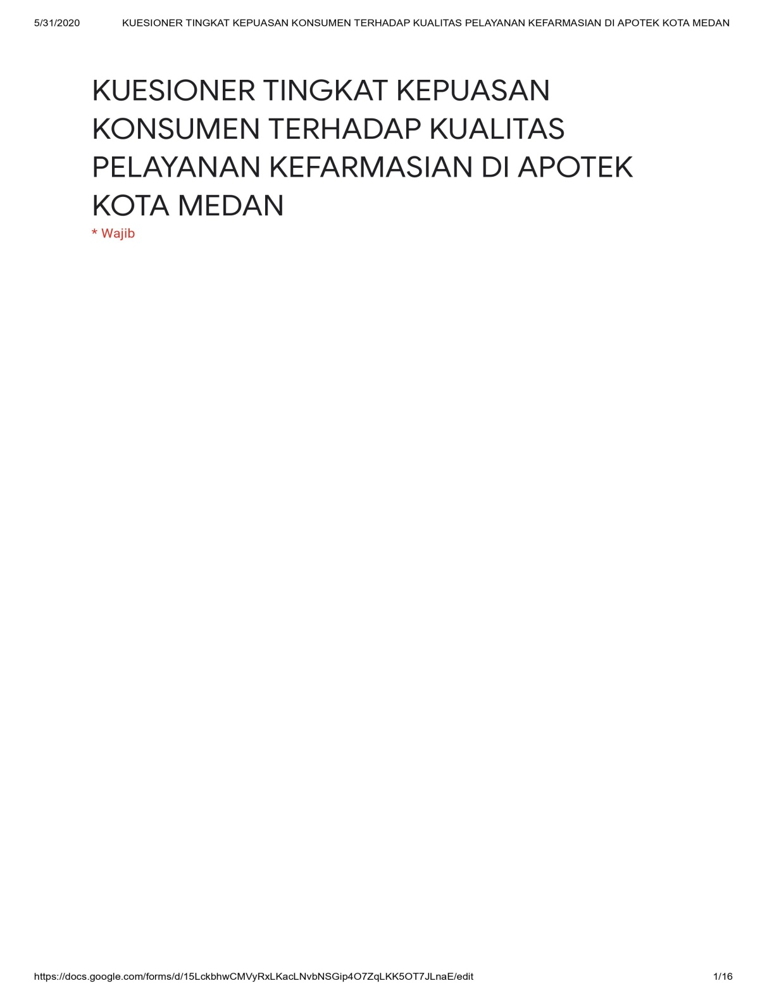 5/31/2020 KUESIONER TINGKAT KEPUASAN KONSUMEN TERHADAP KUALITAS PELAYANAN KEFARMASIAN DI APOTEK KOTA MEDAN
KUESIONER TINGKAT KEPUASAN
KONSUMEN TERHADAP KUALITAS
PELAYANAN KEFARMASIAN DI APOTEK
KOTA MEDAN
* Wajib
https://docs.google.com/forms/d/15LckbhwCMVyRxLKacLNvbNSGip4O7ZqLKK5OT7JLnaE/edit 1/16